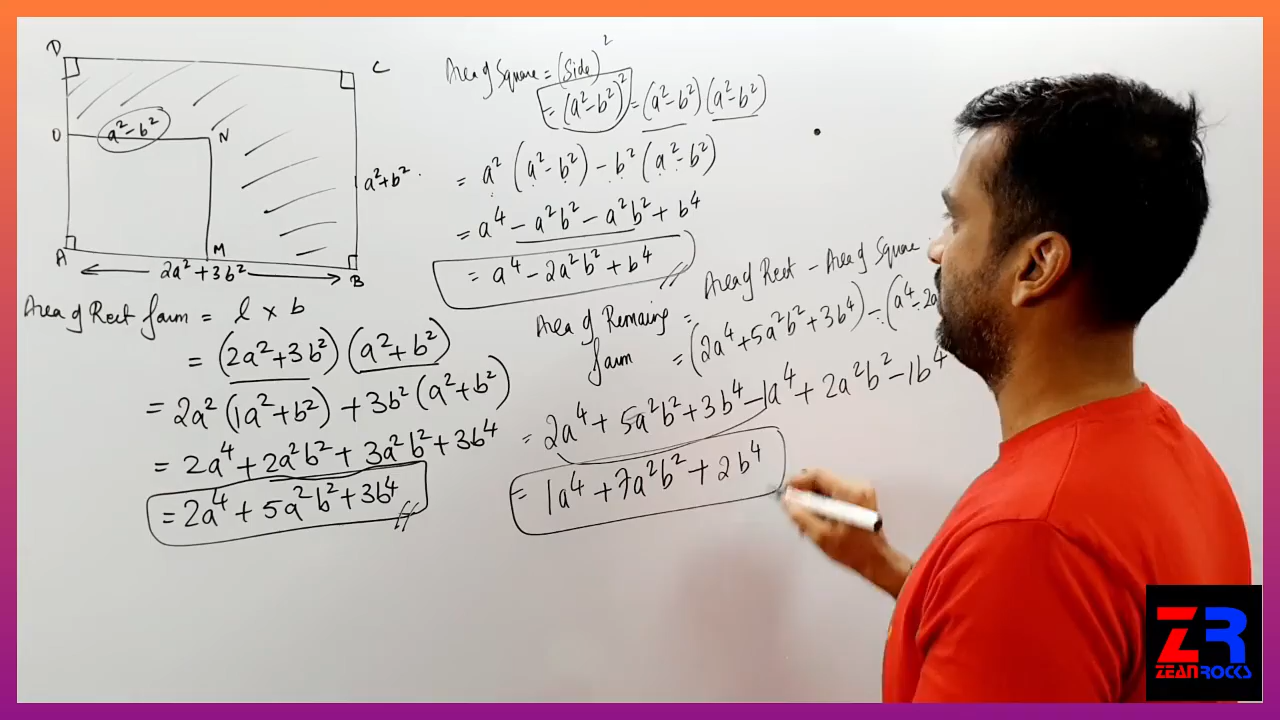 D
C
O
a²-b²
N
a²+b²
A
M
B
2a²+3b²
Area of Rect farm = l × b
= (2a²+3b²) (a²+b²)
= 2a² (1a²+b²) + 3b² (a²+b²)
= 2a⁴ + 2a²b² + 3a²b² + 3b⁴
= 2a⁴ + 5a²b² + 3b⁴
Area of Square = (Side)²
= (a²-b²)² = (a²-b²) (a²-b²)
= a² (a²-b²) - b² (a²-b²)
= a⁴ - a²b² - a²b² + b⁴
= a⁴ - 2a²b² + b⁴
Area of Remaing farm = Area of Rect - Area of Square
= (2a⁴ + 5a²b² + 3b⁴) - (a⁴ - 2a
= 2a⁴ + 5a²b² + 3b⁴ - 1a⁴ + 2a²b² - 1b⁴
= 1a⁴ + 7a²b² + 2b⁴
ZR
ZEANROCKS